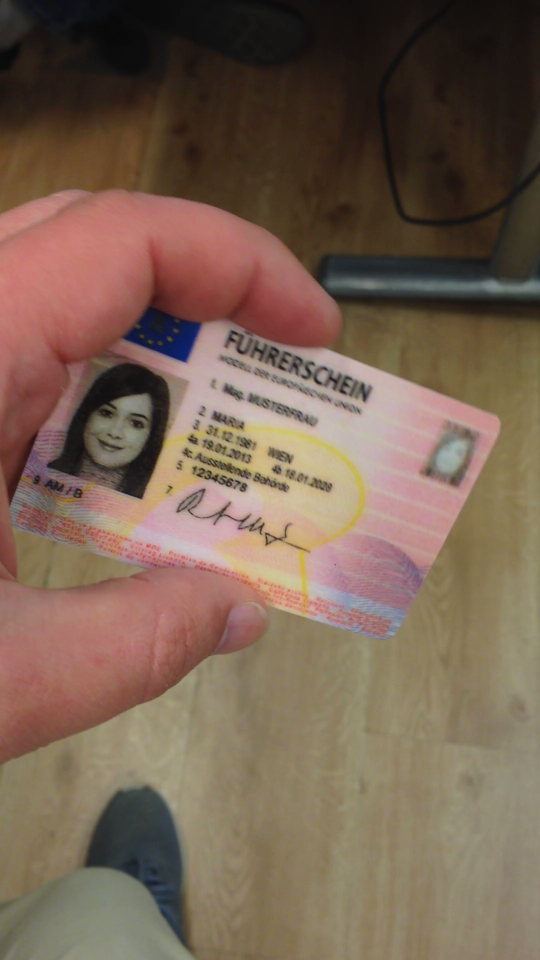 FÜHRERSCHEIN
MODELL DER EUROPÄISCHEN UNION
1. Mag. MUSTERFRAU
2. MARIA
3. 31.12.1981 WIEN
4a. 19.01.2013 4b. 18.01.2028
4c. Ausstellende Behörde
5. 12345678
7.
9. AM / B